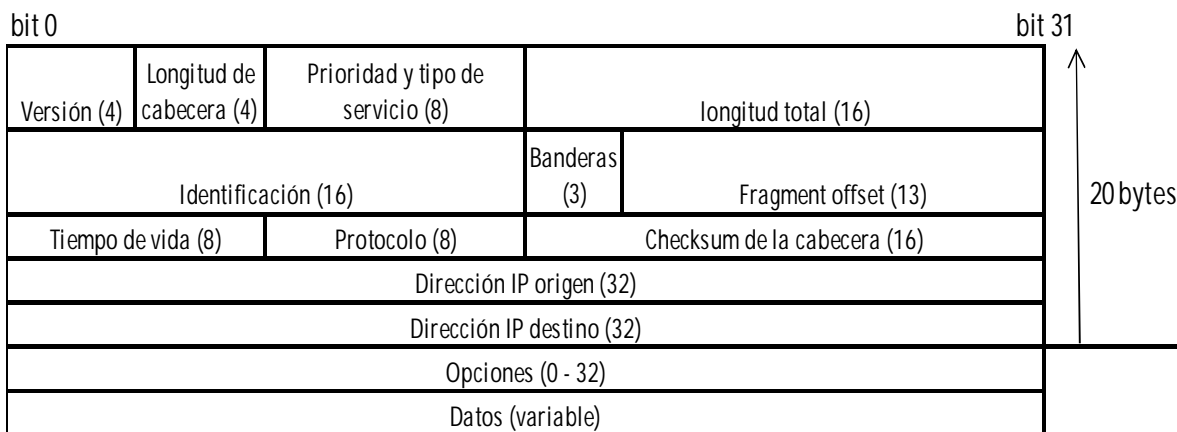 bit 0
bit 31
Versión (4)
Longitud de
cabecera (4)
Prioridad y tipo de
servicio (8)
longitud total (16)
Identificación (16)
Banderas
(3)
Fragment offset (13)
20 bytes
Tiempo de vida (8)
Protocolo (8)
Checksum de la cabecera (16)
Dirección IP origen (32)
Dirección IP destino (32)
Opciones (0 - 32)
Datos (variable)